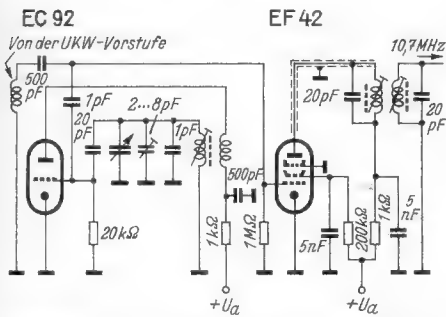 EC 92
EF 42
Von der UKW-Vorstufe
10,7MHz
500
pF
1pF
2...8pF
20
pF
1pF
20pF
20
pF
500pF
20kΩ
1kΩ
1MΩ
5nF
200kΩ
1kΩ
5
nF
+Ua
+Ua